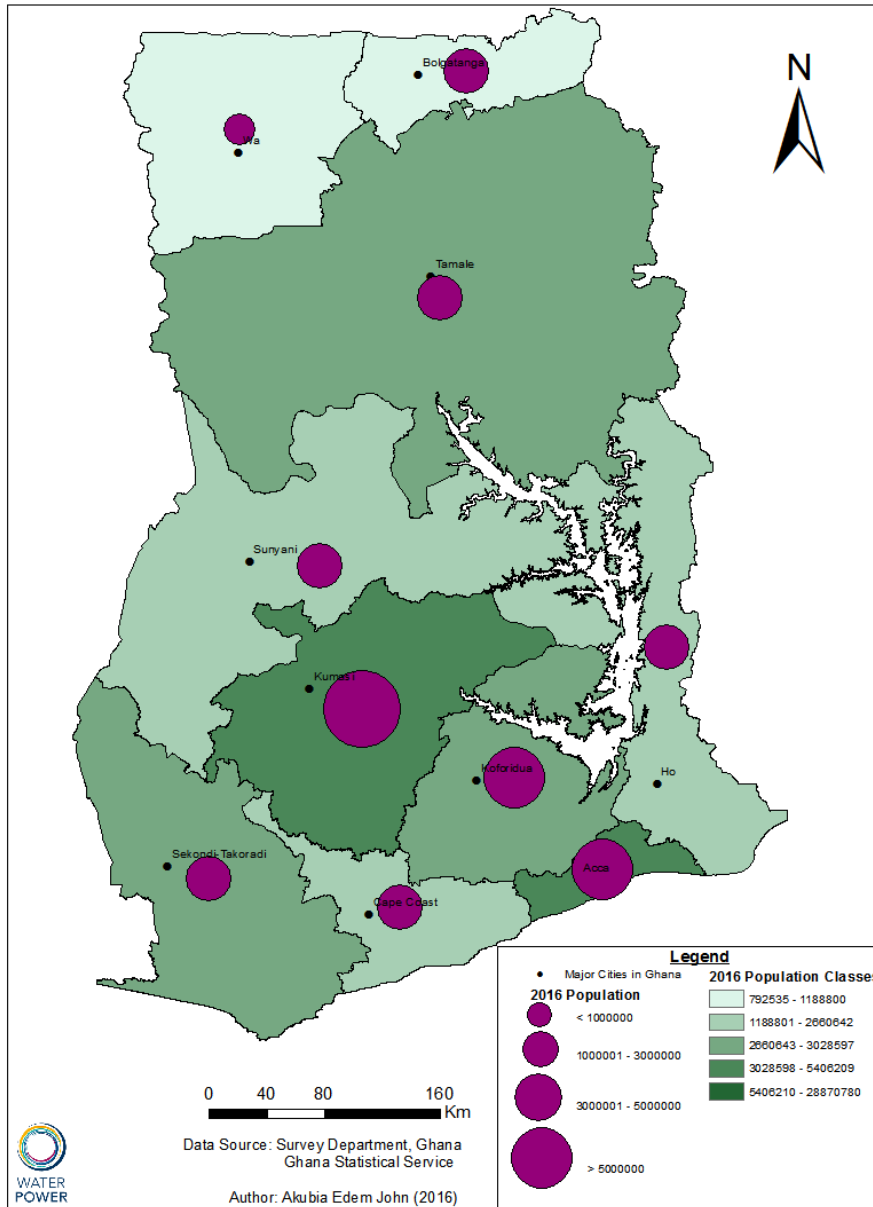 Bolgatanga
N
Wa
Tamale
Sunyani
Kumasi
Koforidua
Ho
Sekondi-Takoradi
Acca
Cape Coast
Legend
Major Cities in Ghana
2016 Population
< 1000000
1000001 - 3000000
3000001 - 5000000
> 5000000
2016 Population Classes
792535 - 1188800
1188801 - 2660642
2660643 - 3028597
3028598 - 5406209
5406210 - 28870780
0 40 80 160
Km
Data Source: Survey Department, Ghana
Ghana Statistical Service
Author: Akubia Edem John (2016)
WATER
POWER